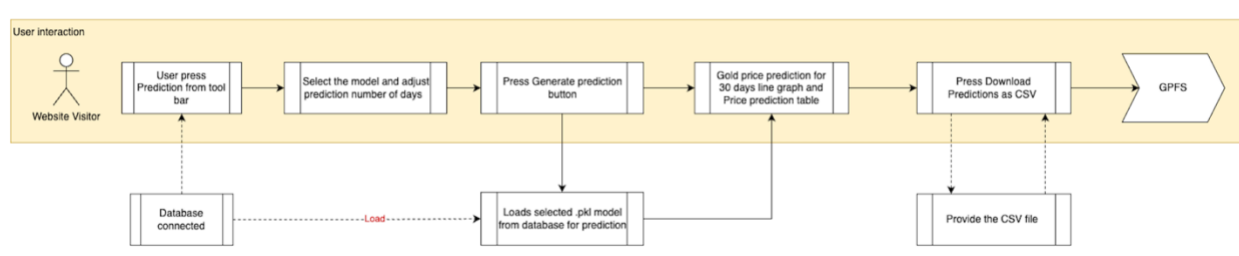 User interaction
Website Visitor
User press
Prediction from tool
bar
Select the model and adjust
prediction number of days
Press Generate prediction
button
Gold price prediction for
30 days line graph and
Price prediction table
Press Download
Predictions as CSV
GPFS
Database
connected
Load
Loads selected .pkl model
from database for prediction
Provide the CSV file